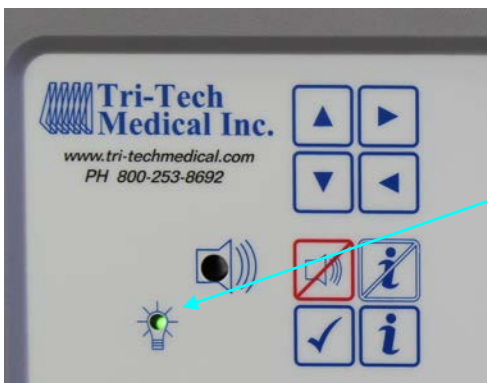 Tri-Tech
Medical Inc.
www.tri-techmedical.com
PH 800-253-8692
i
i